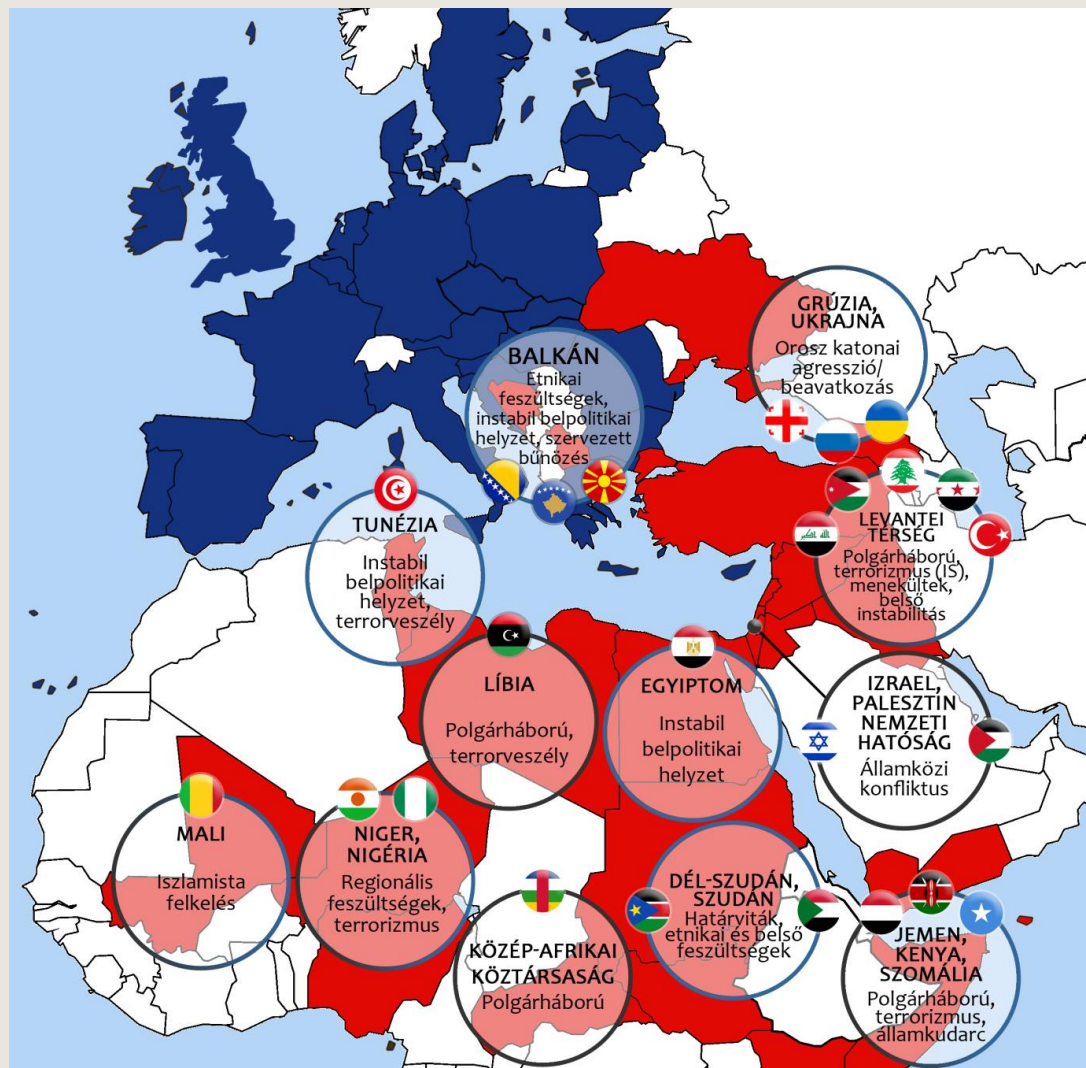 GRÚZIA,
UKRAJNA
Orosz katonai
agresszió/
beavatkozás
BALKÁN
Etnikai
feszültségek,
instabil belpolitikai
helyzet, szervezett
bűnözés
TUNÉZIA
Instabil
belpolitikai
helyzet,
terrorveszély
LEVANTEI
TÉRSÉG
Polgárháború,
terrorizmus (IS),
menekültek,
belső
instabilitás
LÍBIA
Polgárháború,
terrorveszély
EGYIPTOM
Instabil
belpolitikai
helyzet
IZRAEL,
PALESZTIN
NEMZETI
HATÓSÁG
Államközi
konfliktus
MALI
Iszlamista
felkelés
NIGER,
NIGÉRIA
Regionális
feszültségek,
terrorizmus
KÖZÉP-AFRIKAI
KÖZTÁRSASÁG
Polgárháború
DÉL-SZUDÁN,
SZUDÁN
Határviták,
etnikai és belső
feszültségek
JEMEN,
KENYA,
SZOMÁLIA
Polgárháború,
terrorizmus,
államkudarc